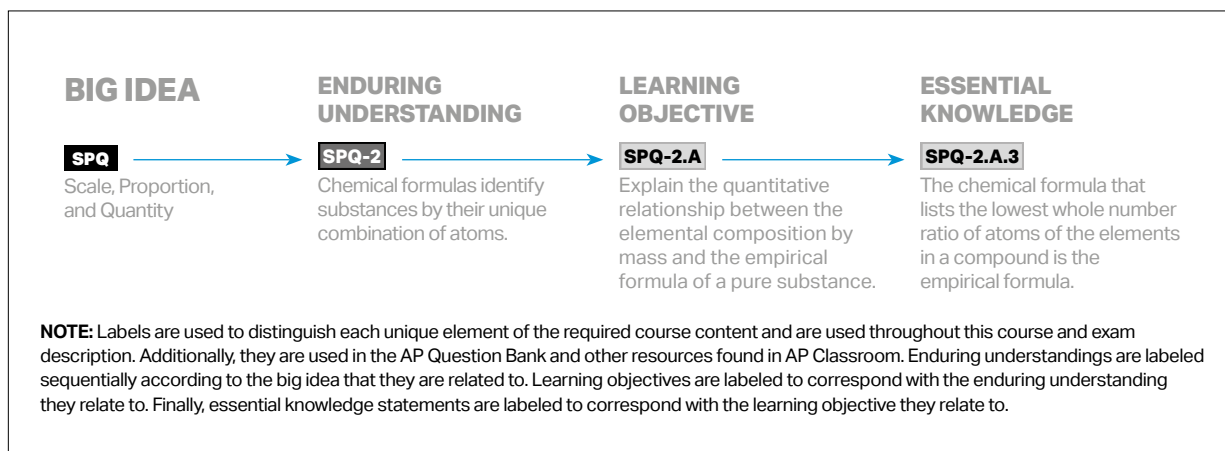 BIG IDEA
SPQ
Scale, Proportion,
and Quantity
ENDURING
UNDERSTANDING
SPQ-2
Chemical formulas identify
substances by their unique
combination of atoms.
LEARNING
OBJECTIVE
SPQ-2.A
Explain the quantitative
relationship between the
elemental composition by
mass and the empirical
formula of a pure substance.
ESSENTIAL
KNOWLEDGE
SPQ-2.A.3
The chemical formula that
lists the lowest whole number
ratio of atoms of the elements
in a compound is the
empirical formula.
NOTE: Labels are used to distinguish each unique element of the required course content and are used throughout this course and exam
description. Additionally, they are used in the AP Question Bank and other resources found in AP Classroom. Enduring understandings are labeled
sequentially according to the big idea that they are related to. Learning objectives are labeled to correspond with the enduring understanding
they relate to. Finally, essential knowledge statements are labeled to correspond with the learning objective they relate to.